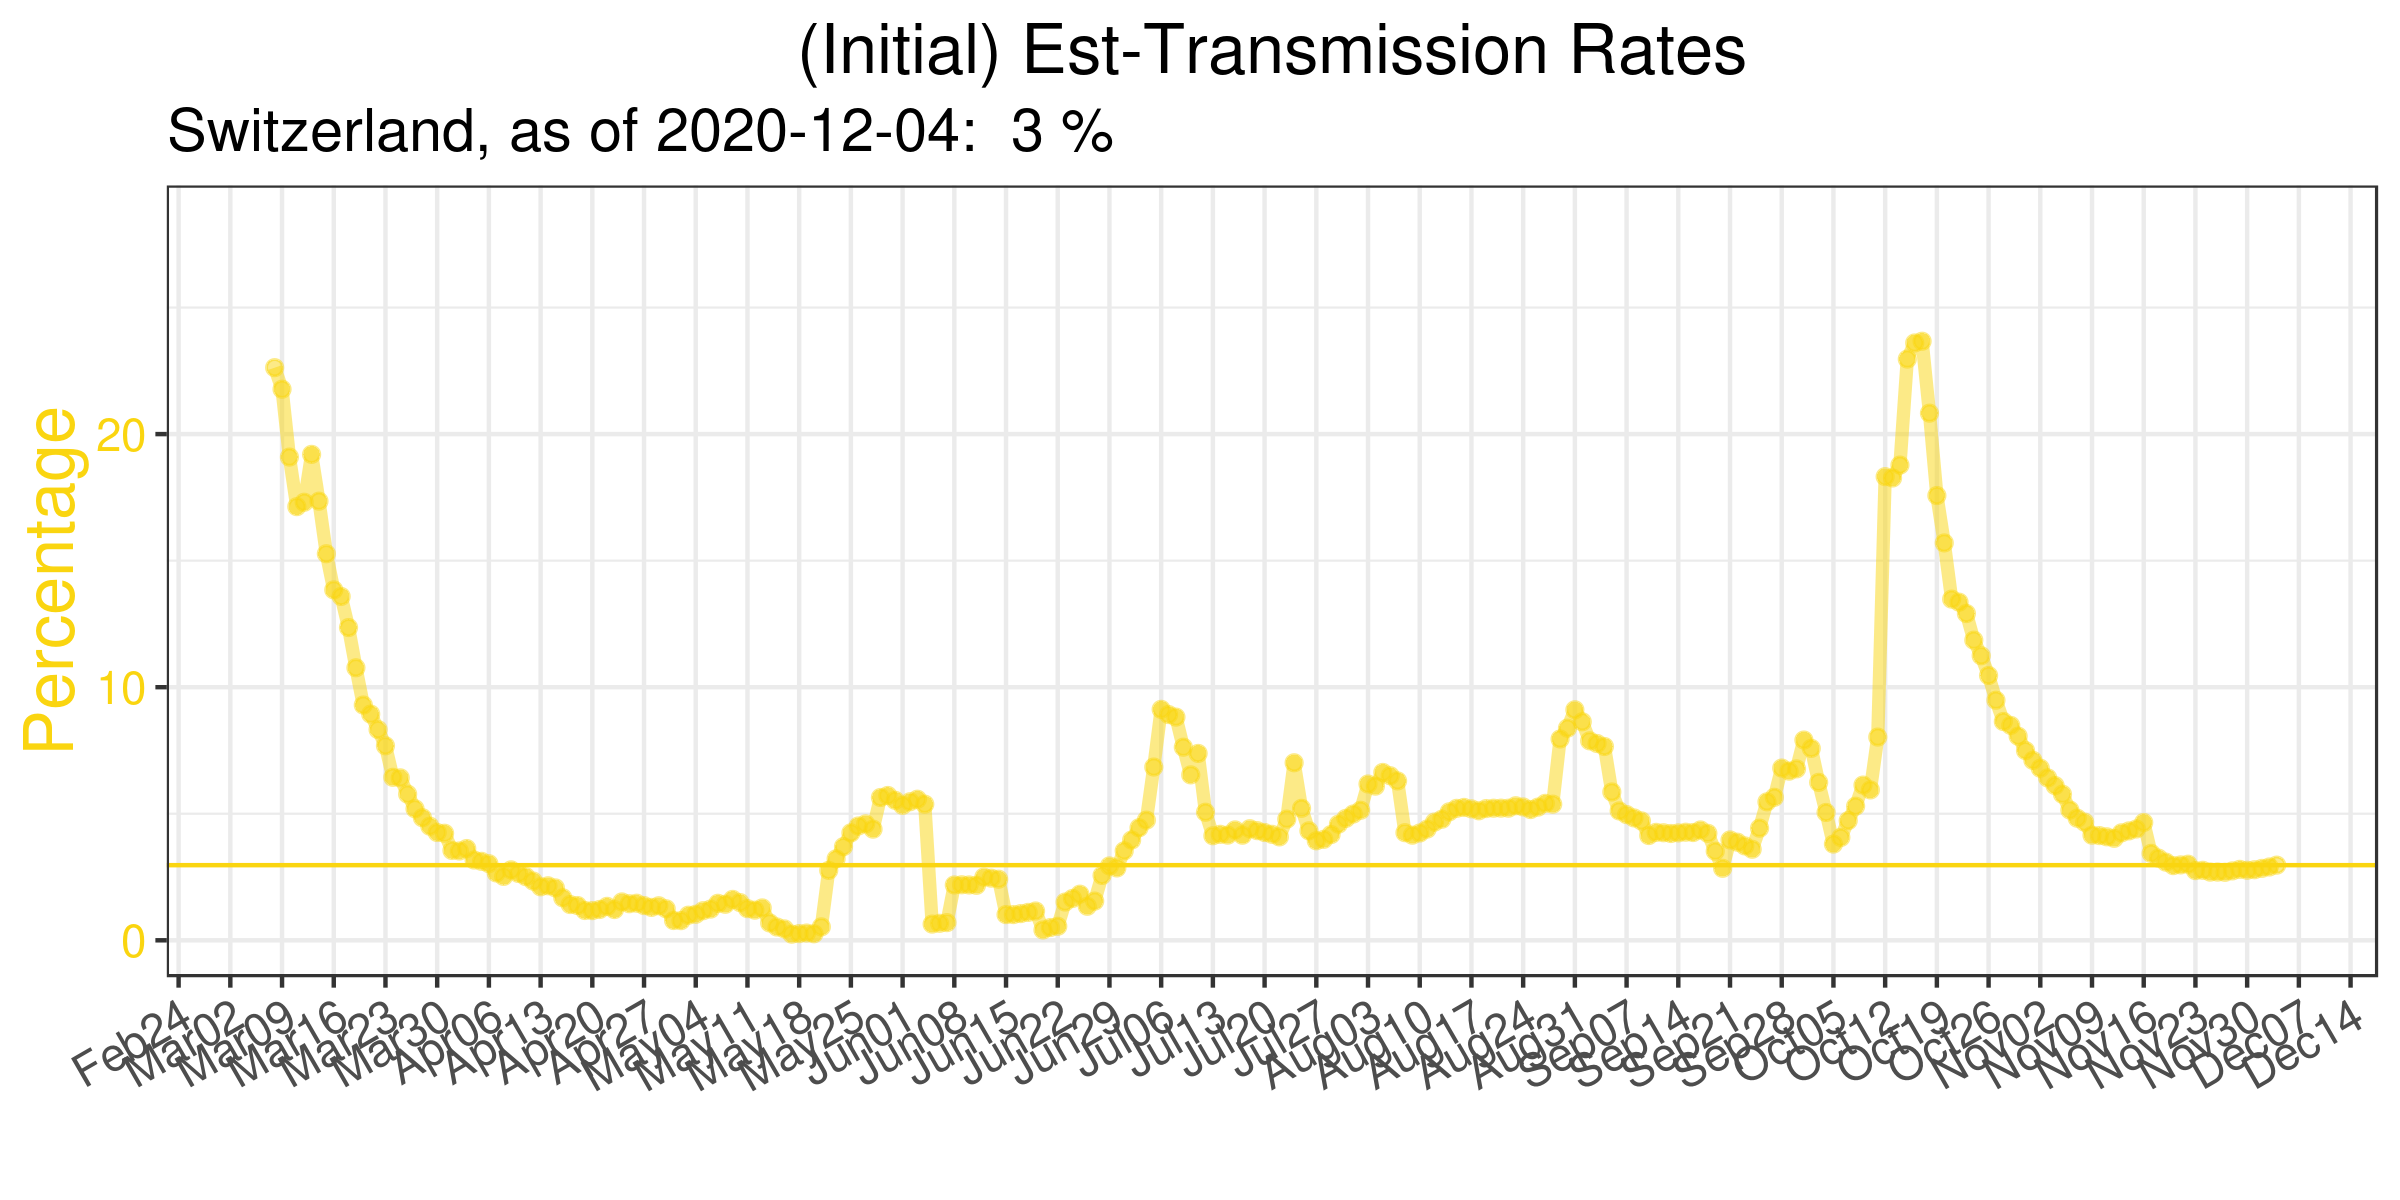 (Initial) Est-Transmission Rates
Switzerland, as of 2020-12-04:  3 %
Percentage
20
10
0
Feb24
Mar02
Mar09
Mar16
Mar23
Mar30
Apr06
Apr13
Apr20
Apr27
May04
May11
May18
May25
Jun01
Jun08
Jun15
Jun22
Jun29
Jul06
Jul13
Jul20
Jul27
Aug03
Aug10
Aug17
Aug24
Aug31
Sep07
Sep14
Sep21
Sep28
Oct05
Oct12
Oct19
Oct26
Nov02
Nov09
Nov16
Nov23
Nov30
Dec07
Dec14